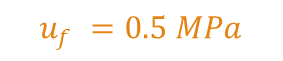 u_f = 0.5 MPa